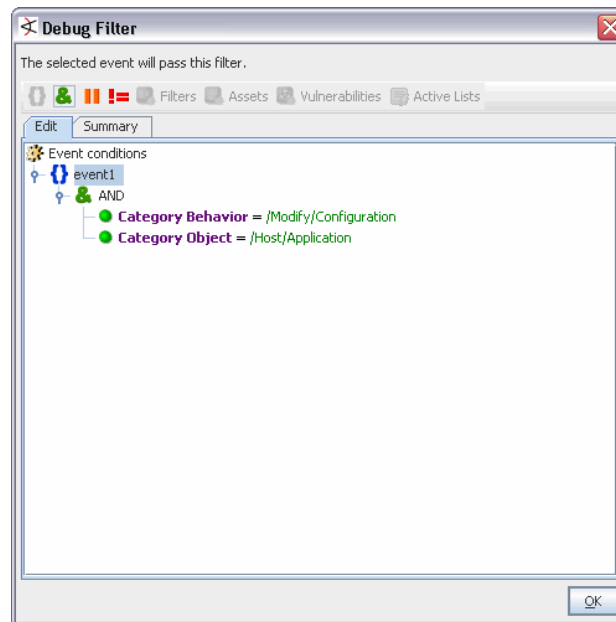 Debug Filter
The selected event will pass this filter.
{} & != Filters Assets Vulnerabilities Active Lists
Edit Summary
Event conditions
{} event1
& AND
Category Behavior = /Modify/Configuration
Category Object = /Host/Application
OK